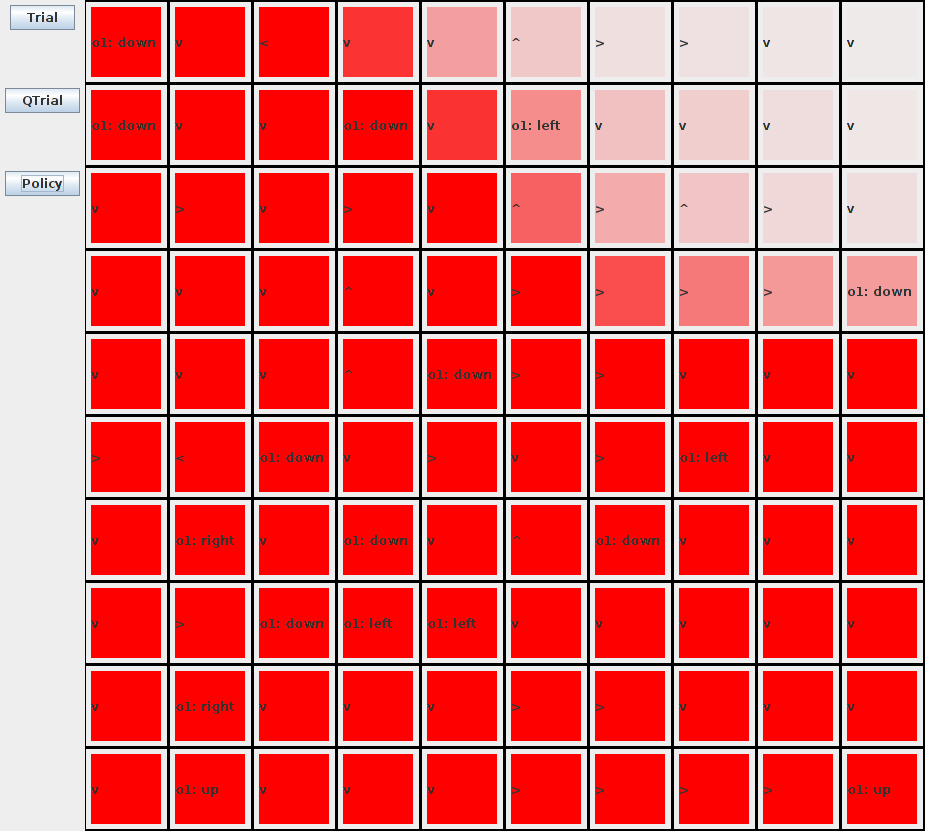 Trial
o1: down v < v v ^ > > v v
QTrial
o1: down v v o1: down v o1: left v v v v
Policy
v > v > v ^ > ^ > v
v v v ^ v > > > > o1: down
v v v ^ o1: down > > v v v
> < o1: down v > v > o1: left v v
v o1: right v o1: down v ^ o1: down v v v
v > o1: down o1: left o1: left v v v v v
v o1: right v v v > > v v v
v o1: up v v v > > > > o1: up